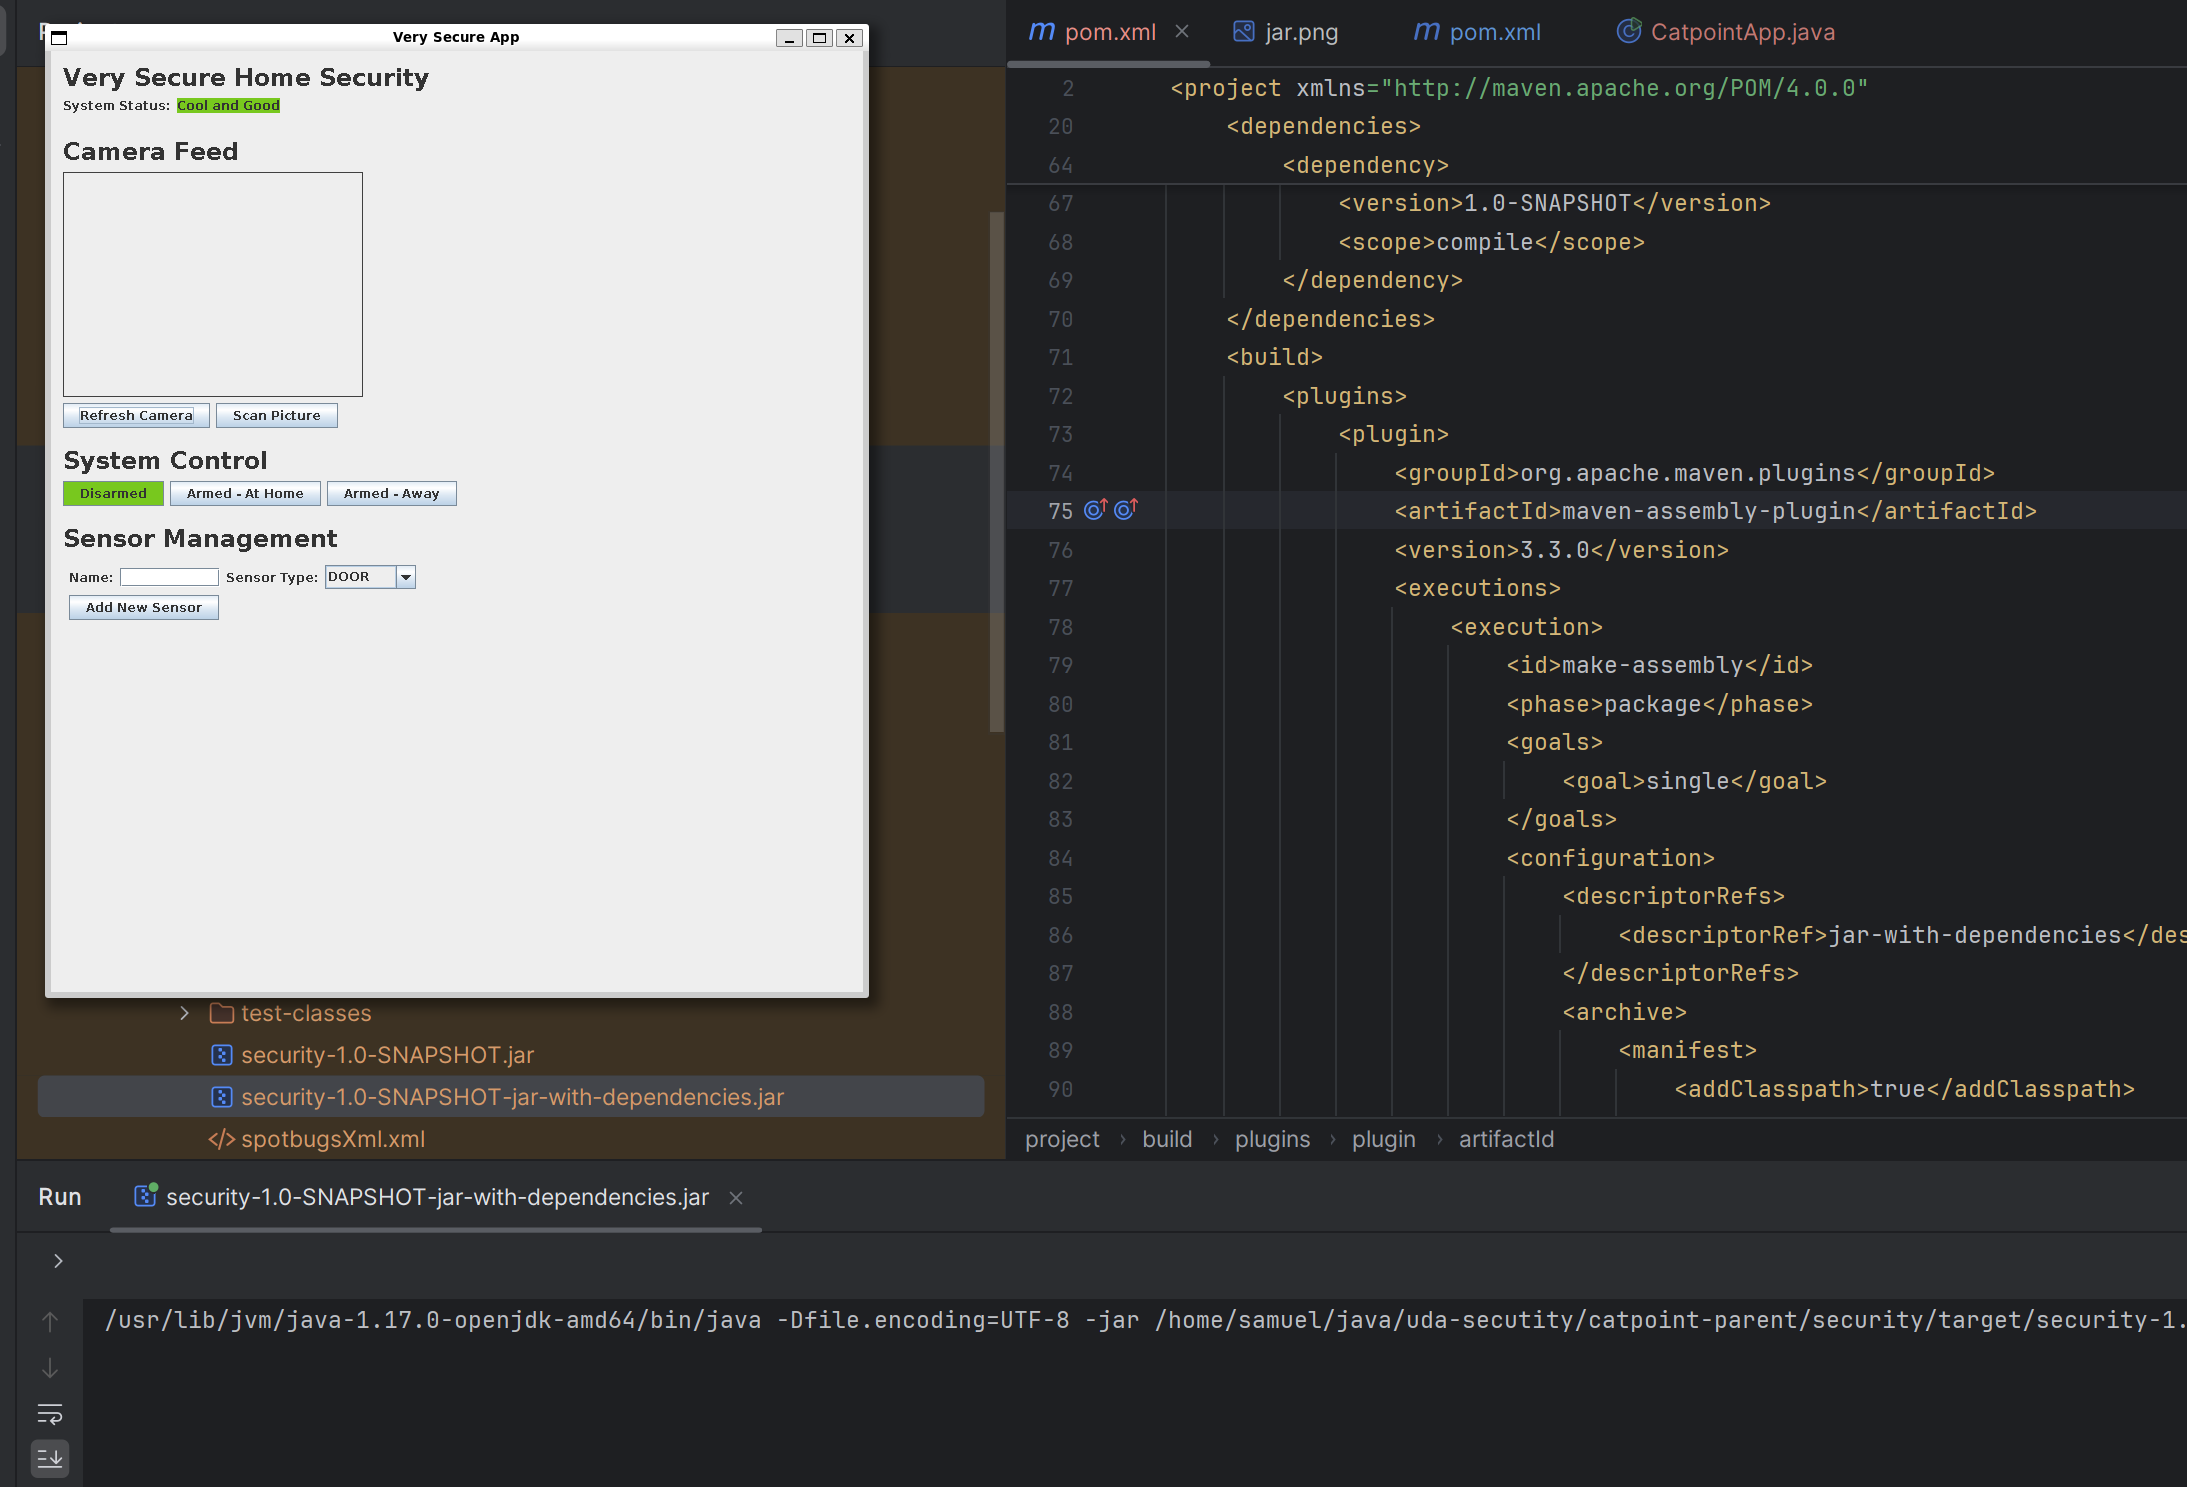 Very Secure App
Very Secure Home Security
System Status: Cool and Good
Camera Feed
Refresh Camera
Scan Picture
System Control
Disarmed
Armed - At Home
Armed - Away
Sensor Management
Name:
Sensor Type:
DOOR
Add New Sensor
test-classes
security-1.0-SNAPSHOT.jar
security-1.0-SNAPSHOT-jar-with-dependencies.jar
</> spotbugsXml.xml
m pom.xml
jar.png
m pom.xml
CatpointApp.java
2 <project xmlns="http://maven.apache.org/POM/4.0.0"
20 <dependencies>
64 <dependency>
67 <version>1.0-SNAPSHOT</version>
68 <scope>compile</scope>
69 </dependency>
70 </dependencies>
71 <build>
72 <plugins>
73 <plugin>
74 <groupId>org.apache.maven.plugins</groupId>
75 <artifactId>maven-assembly-plugin</artifactId>
76 <version>3.3.0</version>
77 <executions>
78 <execution>
79 <id>make-assembly</id>
80 <phase>package</phase>
81 <goals>
82 <goal>single</goal>
83 </goals>
84 <configuration>
85 <descriptorRefs>
86 <descriptorRef>jar-with-dependencies</des
87 </descriptorRefs>
88 <archive>
89 <manifest>
90 <addClasspath>true</addClasspath>
project › build › plugins › plugin › artifactId
Run
security-1.0-SNAPSHOT-jar-with-dependencies.jar
/usr/lib/jvm/java-1.17.0-openjdk-amd64/bin/java -Dfile.encoding=UTF-8 -jar /home/samuel/java/uda-secutity/catpoint-parent/security/target/security-1.